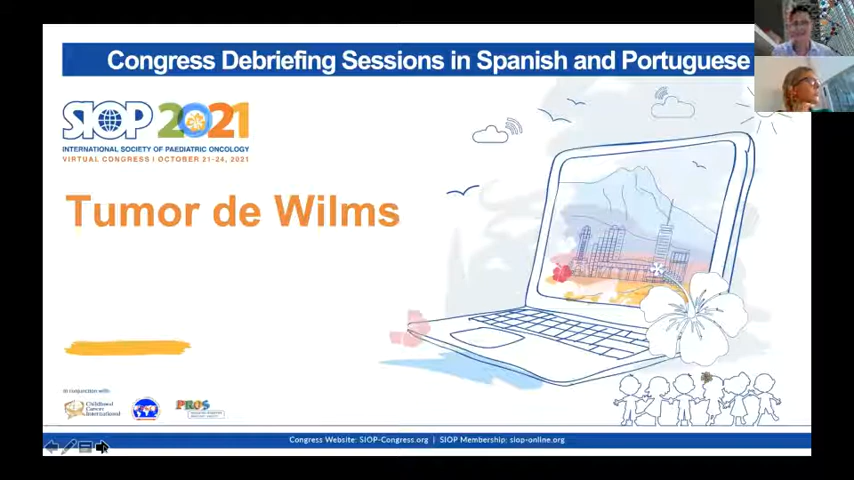 Congress Debriefing Sessions in Spanish and Portuguese
SIOP 2021
INTERNATIONAL SOCIETY OF PAEDIATRIC ONCOLOGY
VIRTUAL CONGRESS | OCTOBER 21-24, 2021
Tumor de Wilms
In conjunction with:
Childhood
Cancer
International
PROS
Congress Website: SIOP-Congress.org | SIOP Membership: siop-online.org